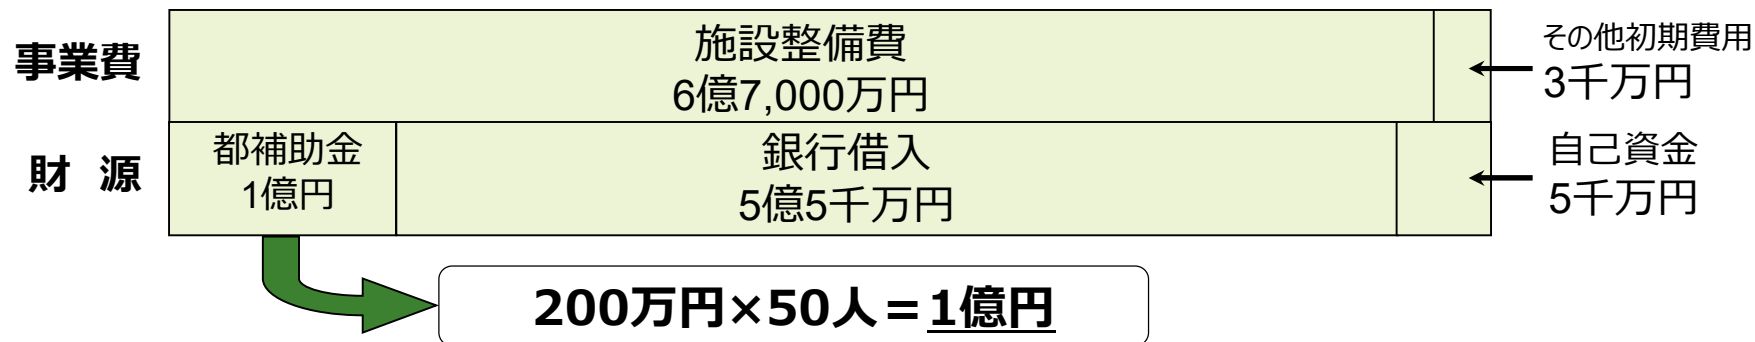 事業費
施設整備費
6億7,000万円
その他初期費用
3千万円
財 源
都補助金
1億円
銀行借入
5億5千万円
自己資金
5千万円
200万円×50人＝1億円